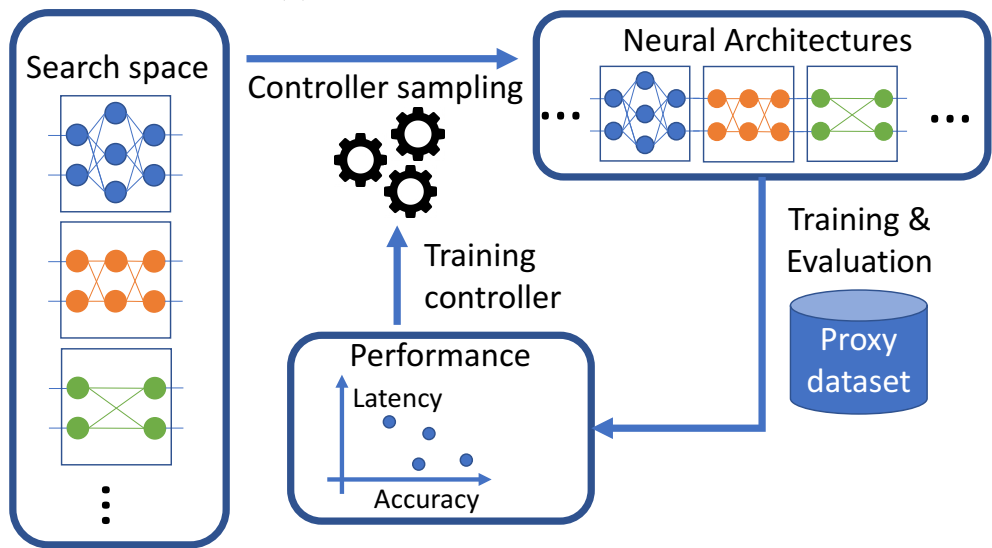 Search space
Controller sampling
Neural Architectures
Training &
Evaluation
Proxy
dataset
Training
controller
Performance
Latency
Accuracy